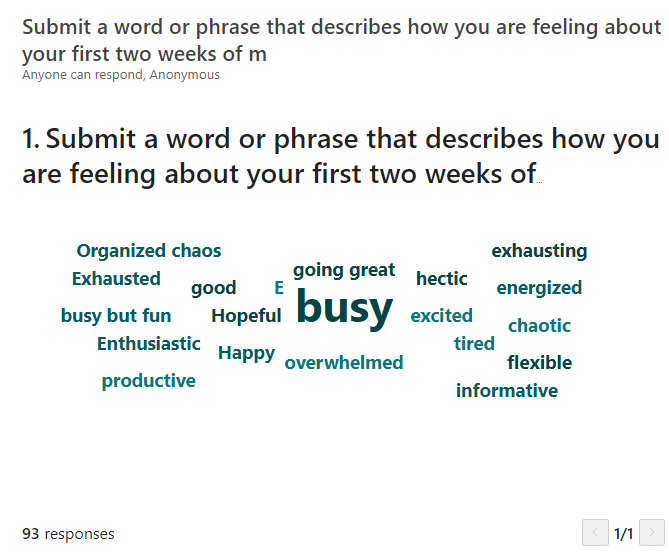 Submit a word or phrase that describes how you are feeling about
your first two weeks of m
Anyone can respond, Anonymous
1. Submit a word or phrase that describes how you
are feeling about your first two weeks of...
Organized chaos
exhausting
going great
Exhausted
hectic
good
E
energized
busy
busy but fun
Hopeful
excited
chaotic
Enthusiastic
tired
Happy
overwhelmed
flexible
productive
informative
93 responses
1/1